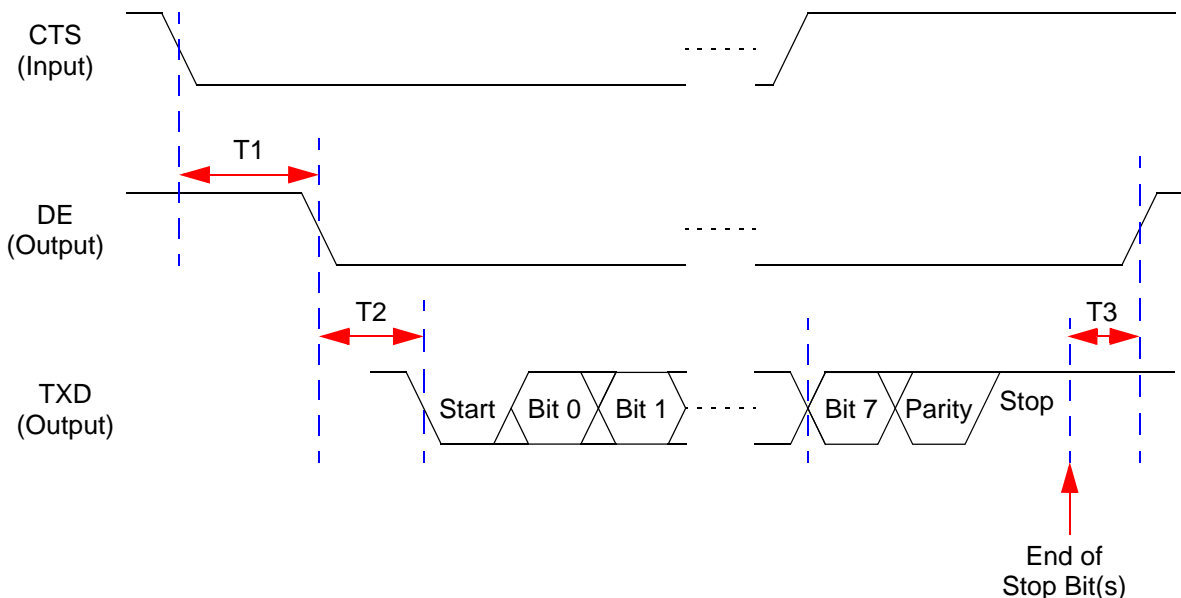 CTS
(Input)
T1
DE
(Output)
T2
T3
TXD
(Output)
Start
Bit 0
Bit 1
Bit 7
Parity
Stop
End of
Stop Bit(s)